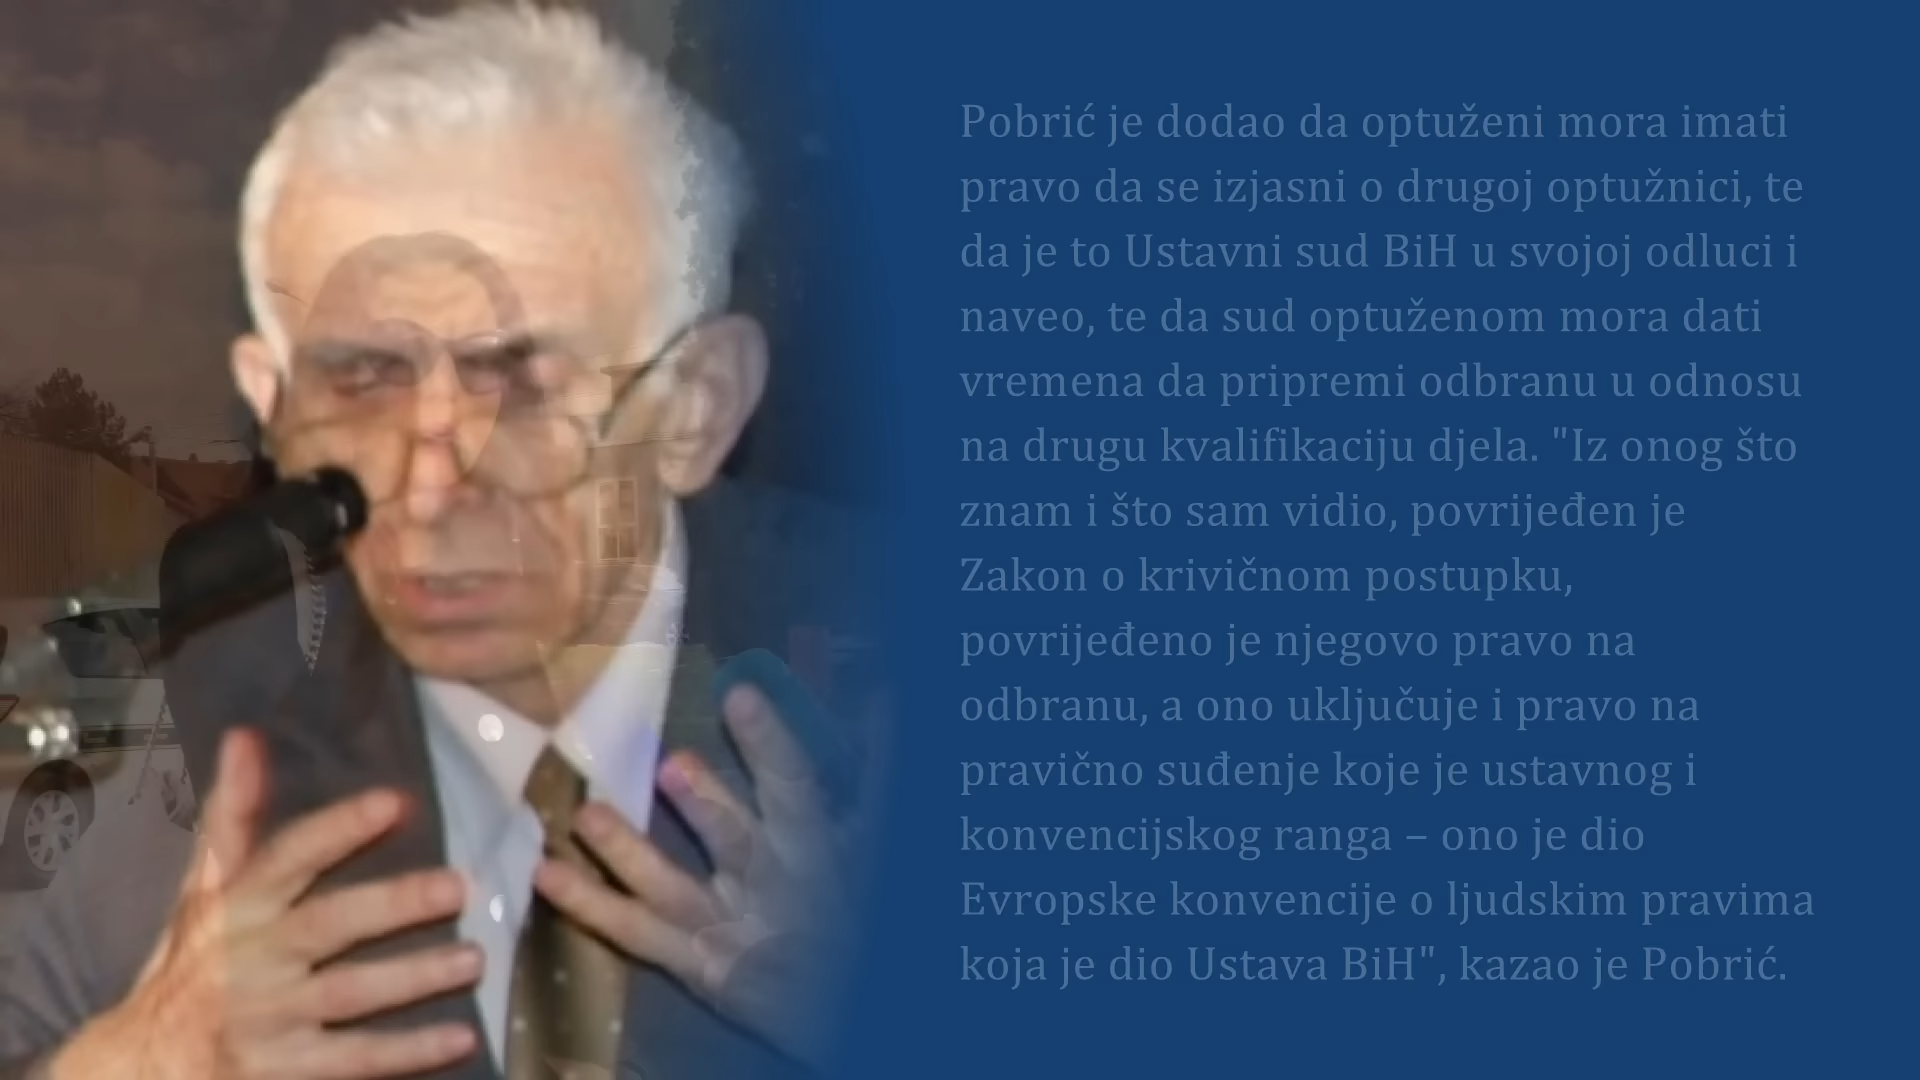 Pobrić je dodao da optuženi mora imati
pravo da se izjasni o drugoj optužnici, te
da je to Ustavni sud BiH u svojoj odluci i
naveo, te da sud optuženom mora dati
vremena da pripremi odbranu u odnosu
na drugu kvalifikaciju djela. "Iz onog što
znam i što sam vidio, povrijeđen je
Zakon o krivičnom postupku,
povrijeđeno je njegovo pravo na
odbranu, a ono uključuje i pravo na
pravično suđenje koje je ustavnog i
konvencijskog ranga – ono je dio
Evropske konvencije o ljudskim pravima
koja je dio Ustava BiH", kazao je Pobrić.